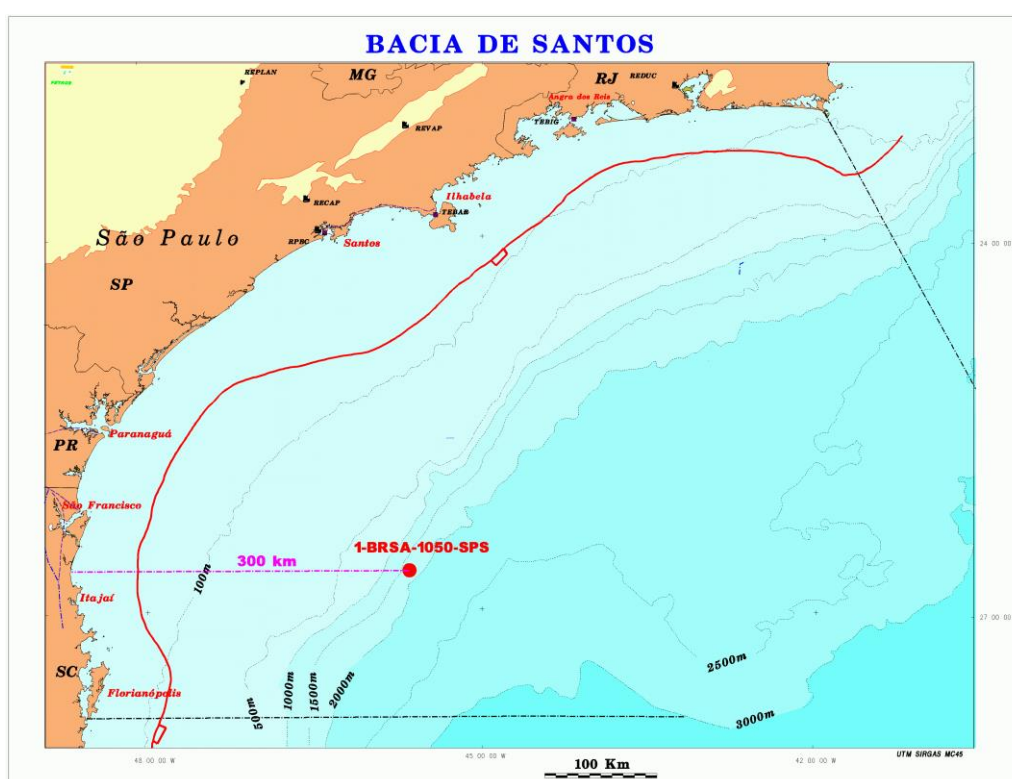 BACIA DE SANTOS
REPLAN
MG
RJ
REDUC
Angra dos Reis
TEBIG
REVAP
RECAP
Ilhabela
TEBAR
São Paulo
RPBC
Santos
SP
24 00 00
PR
Paranaguá
São Francisco
1-BRSA-1050-SPS
300 km
100m
Itajaí
27 00 00
SC
Florianópolis
500m
1000m
1500m
2000m
2500m
3000m
48 00 00 W
45 00 00 W
42 00 00 W
UTM SIRGAS MC45
100 Km